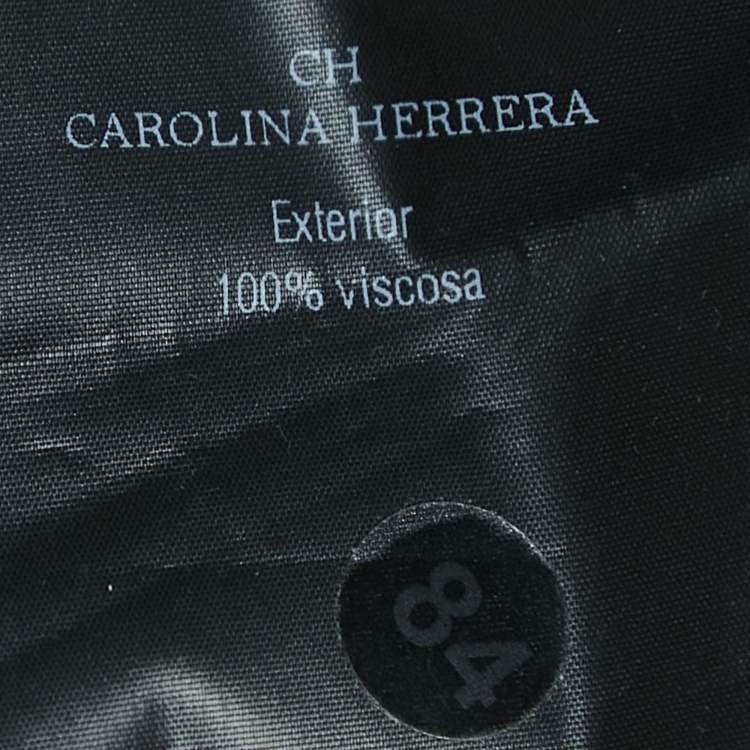 CH
CAROLINA HERRERA
Exterior
100% viscosa
84